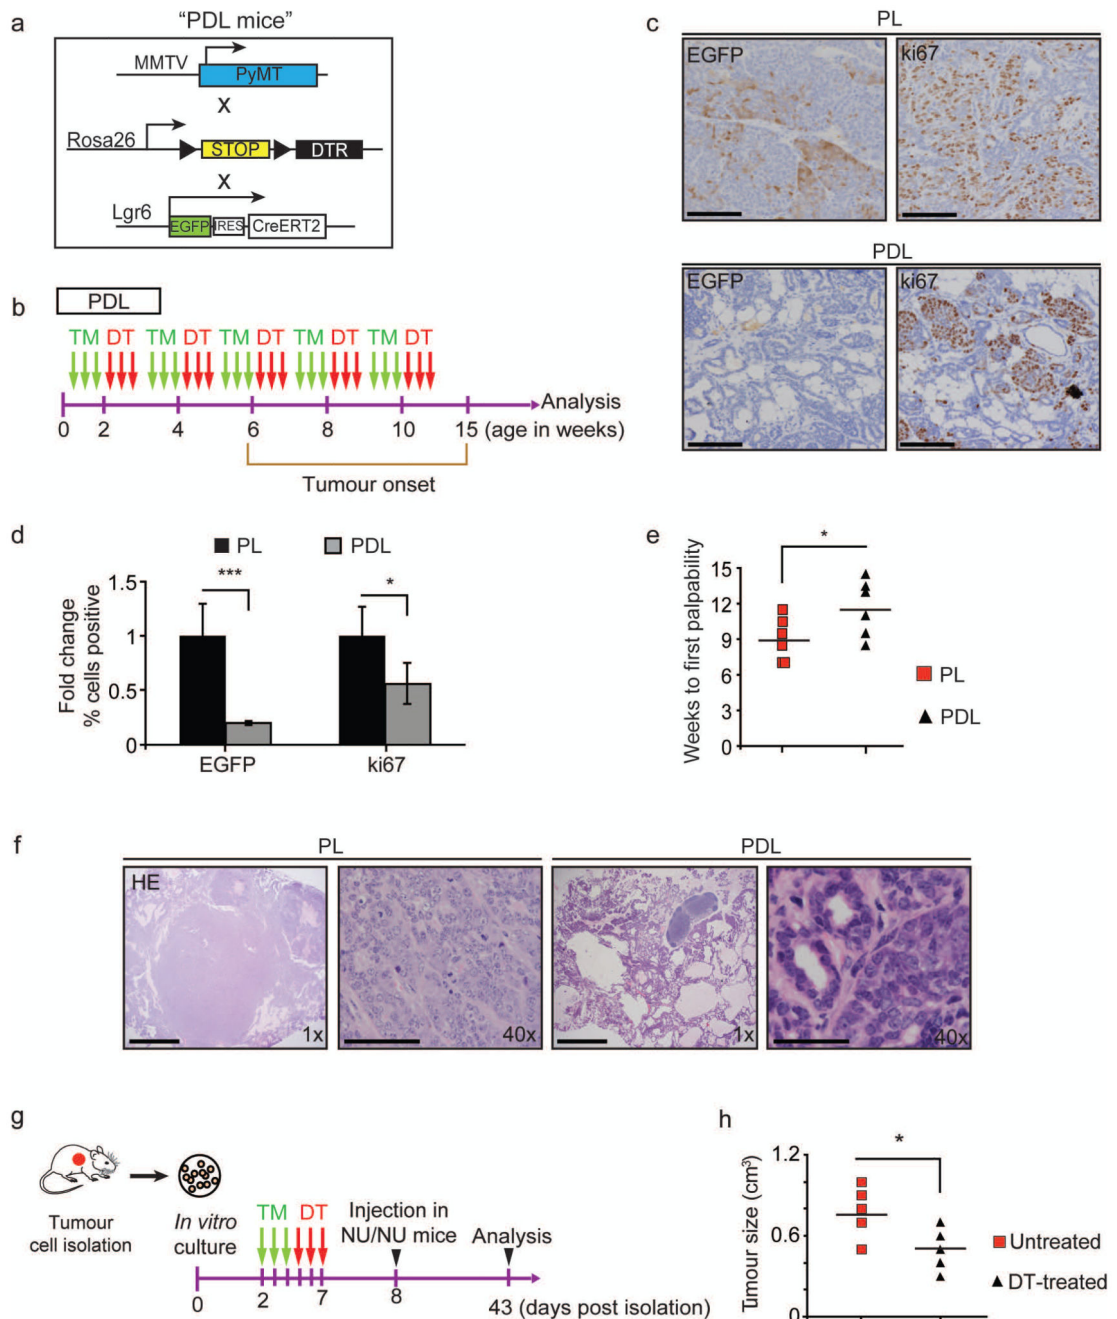 a
"PDL mice"
MMTV
PyMT
X
Rosa26
STOP
DTR
X
Lgr6
EGFP
IRES
CreERT2
b
PDL
TM DT TM DT TM DT TM DT TM DT
Analysis
0 2 4 6 8 10 15 (age in weeks)
Tumour onset
c
PL
EGFP
ki67
PDL
EGFP
ki67
d
PL
PDL
Fold change
% cells positive
1.5
1
0.5
0
***
*
EGFP
ki67
e
Weeks to first palpability
15
12
9
6
3
0
*
PL
PDL
f
PL
PDL
HE
1x
40x
1x
40x
g
Tumour
cell isolation
In vitro
culture
TM DT
Injection in
NU/NU mice
Analysis
0 2 7 8 43 (days post isolation)
h
Tumour size (cm³)
1.2
0.6
0
*
Untreated
DT-treated